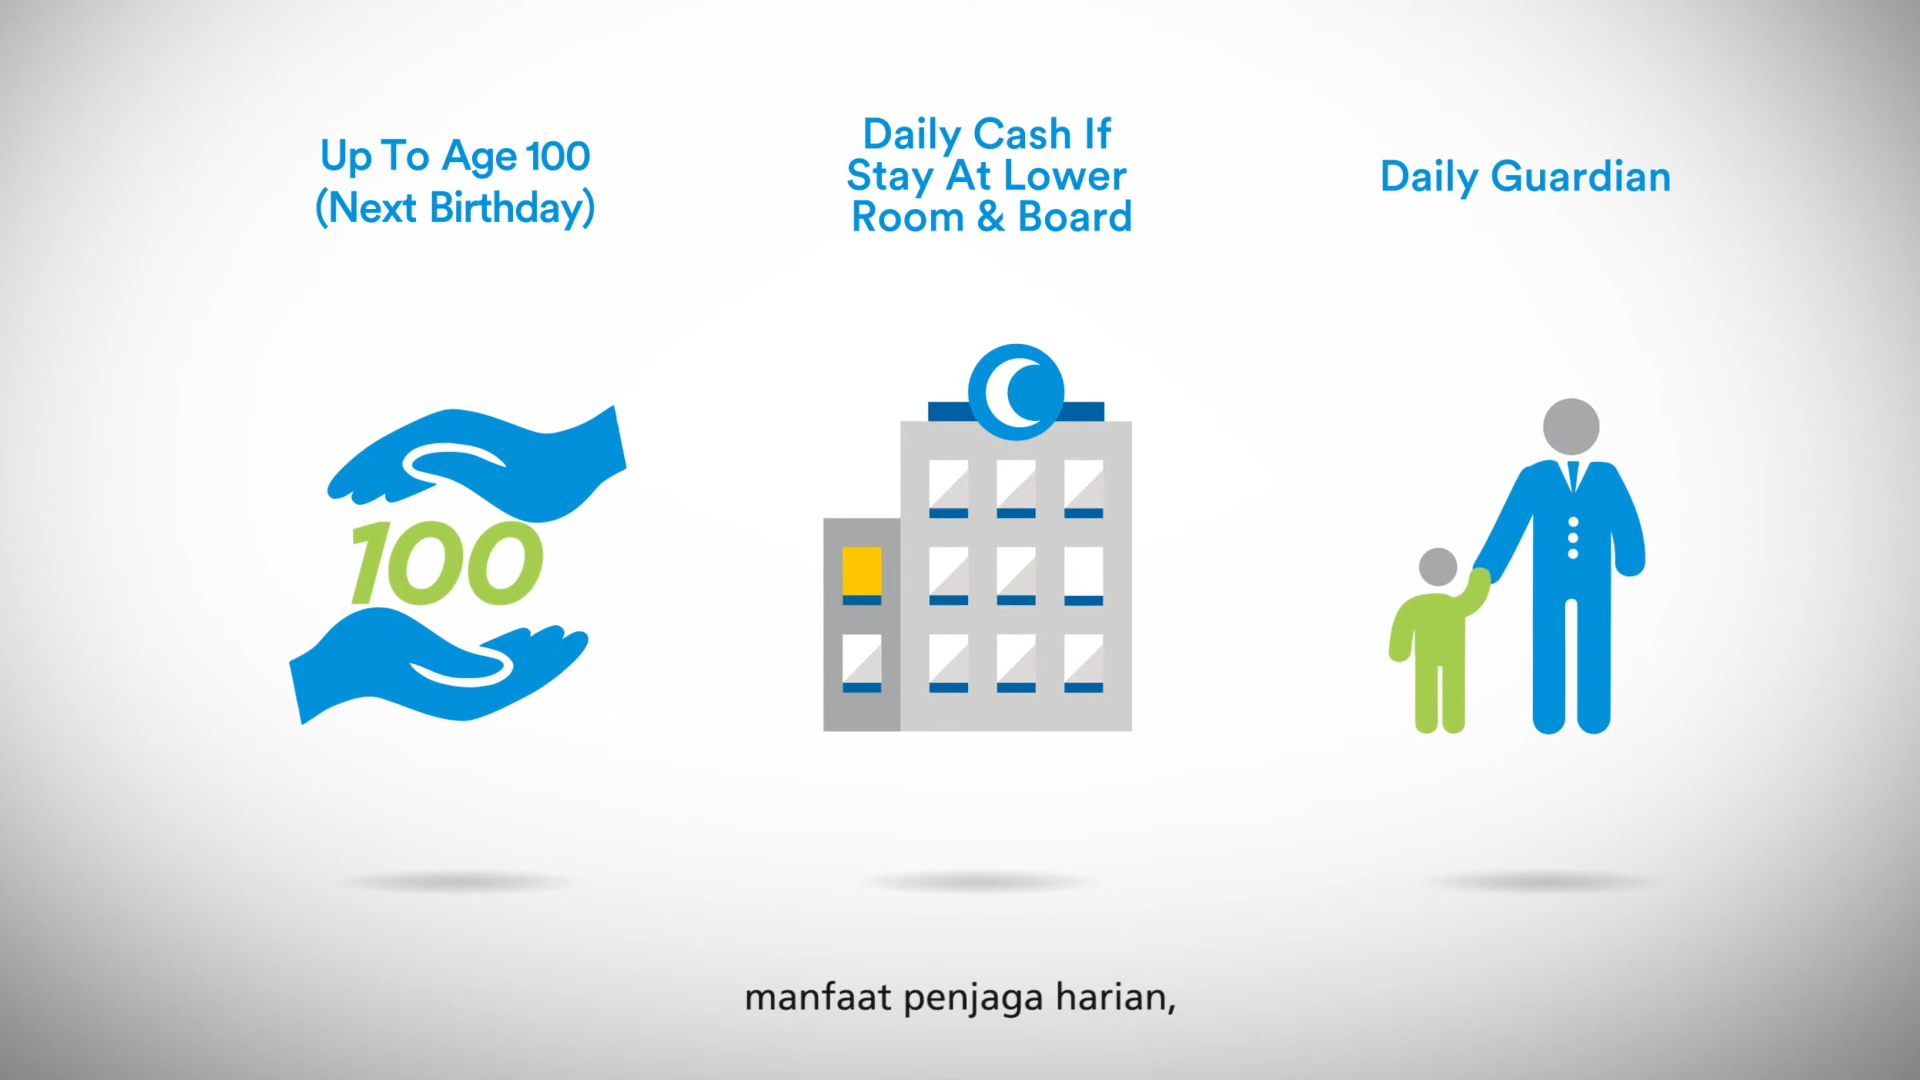 Up To Age 100
(Next Birthday)
Daily Cash If
Stay At Lower
Room & Board
Daily Guardian
100
manfaat penjaga harian,